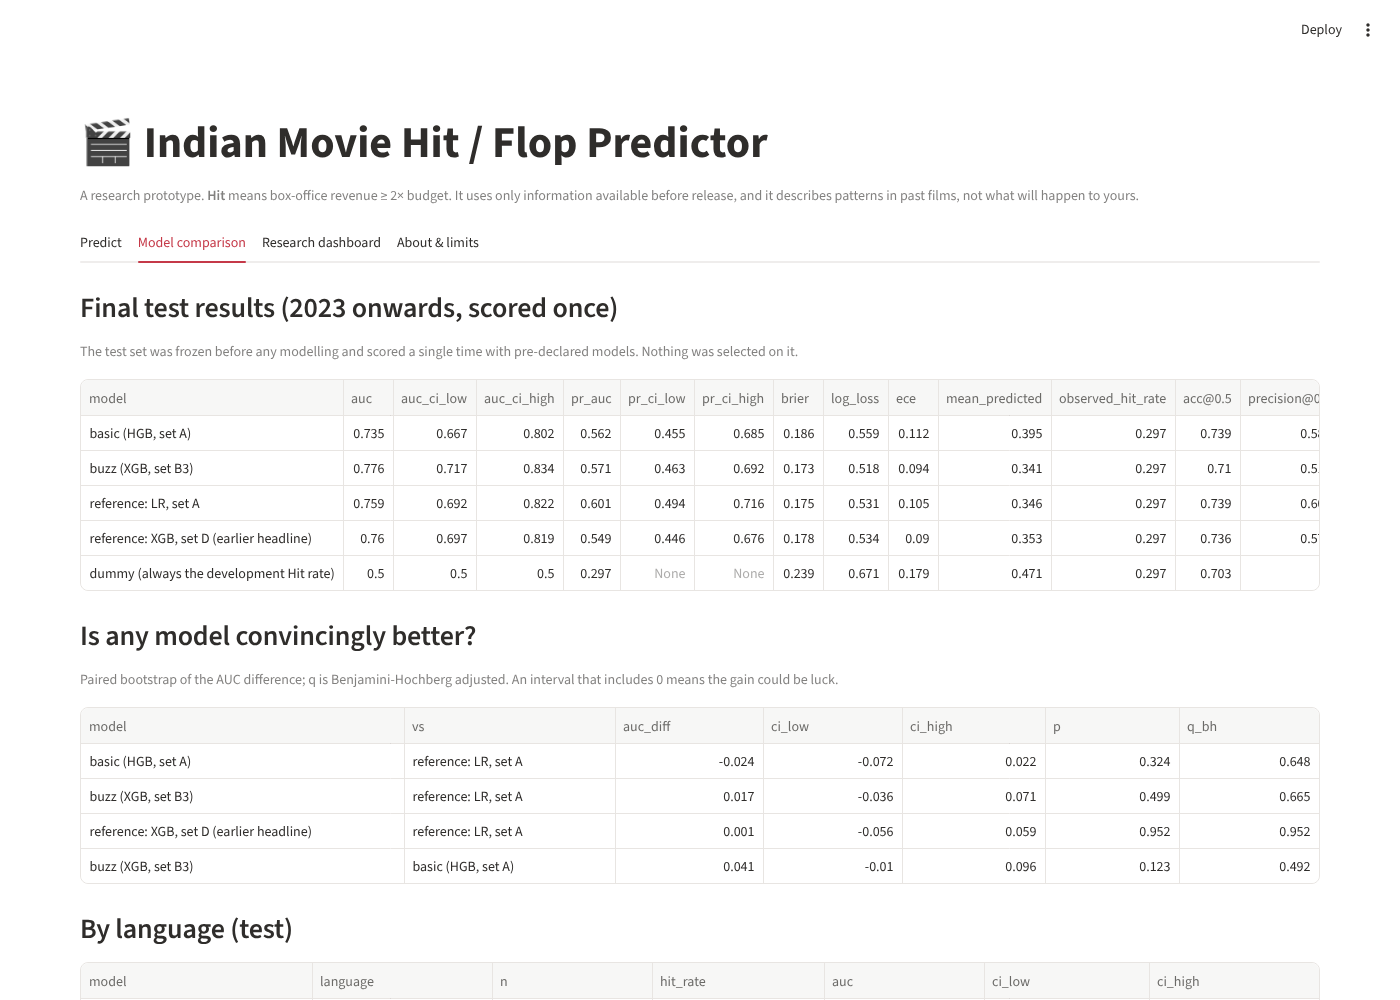 Deploy
Indian Movie Hit / Flop Predictor
A research prototype. Hit means box-office revenue ≥ 2× budget. It uses only information available before release, and it describes patterns in past films, not what will happen to yours.
Predict Model comparison Research dashboard About & limits
Final test results (2023 onwards, scored once)
The test set was frozen before any modelling and scored a single time with pre-declared models. Nothing was selected on it.
model auc auc_ci_low auc_ci_high pr_auc pr_ci_low pr_ci_high brier log_loss ece mean_predicted observed_hit_rate acc@0.5 precision@0
basic (HGB, set A) 0.735 0.667 0.802 0.562 0.455 0.685 0.186 0.559 0.112 0.395 0.297 0.739
buzz (XGB, set B3) 0.776 0.717 0.834 0.571 0.463 0.692 0.173 0.518 0.094 0.341 0.297 0.71
reference: LR, set A 0.759 0.692 0.822 0.601 0.494 0.716 0.175 0.531 0.105 0.346 0.297 0.739
reference: XGB, set D (earlier headline) 0.76 0.697 0.819 0.549 0.446 0.676 0.178 0.534 0.09 0.353 0.297 0.736
dummy (always the development Hit rate) 0.5 0.5 0.5 0.297 None None 0.239 0.671 0.179 0.471 0.297 0.703
Is any model convincingly better?
Paired bootstrap of the AUC difference; q is Benjamini-Hochberg adjusted. An interval that includes 0 means the gain could be luck.
model vs auc_diff ci_low ci_high p q_bh
basic (HGB, set A) reference: LR, set A -0.024 -0.072 0.022 0.324 0.648
buzz (XGB, set B3) reference: LR, set A 0.017 -0.036 0.071 0.499 0.665
reference: XGB, set D (earlier headline) reference: LR, set A 0.001 -0.056 0.059 0.952 0.952
buzz (XGB, set B3) basic (HGB, set A) 0.041 -0.01 0.096 0.123 0.492
By language (test)
model language n hit_rate auc ci_low ci_high